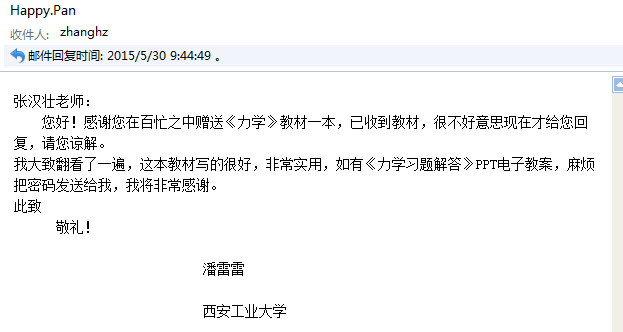 Happy.Pan
收件人: zhanghz
邮件回复时间: 2015/5/30 9:44:49 。
张汉壮老师：
您好！感谢您在百忙之中赠送《力学》教材一本，已收到教材，很不好意思现在才给您回
复，请您谅解。
我大致翻看了一遍，这本教材写的很好，非常实用，如有《力学习题解答》PPT电子教案，麻烦
把密码发送给我，我将非常感谢。
此致
敬礼！
潘雷雷
西安工业大学